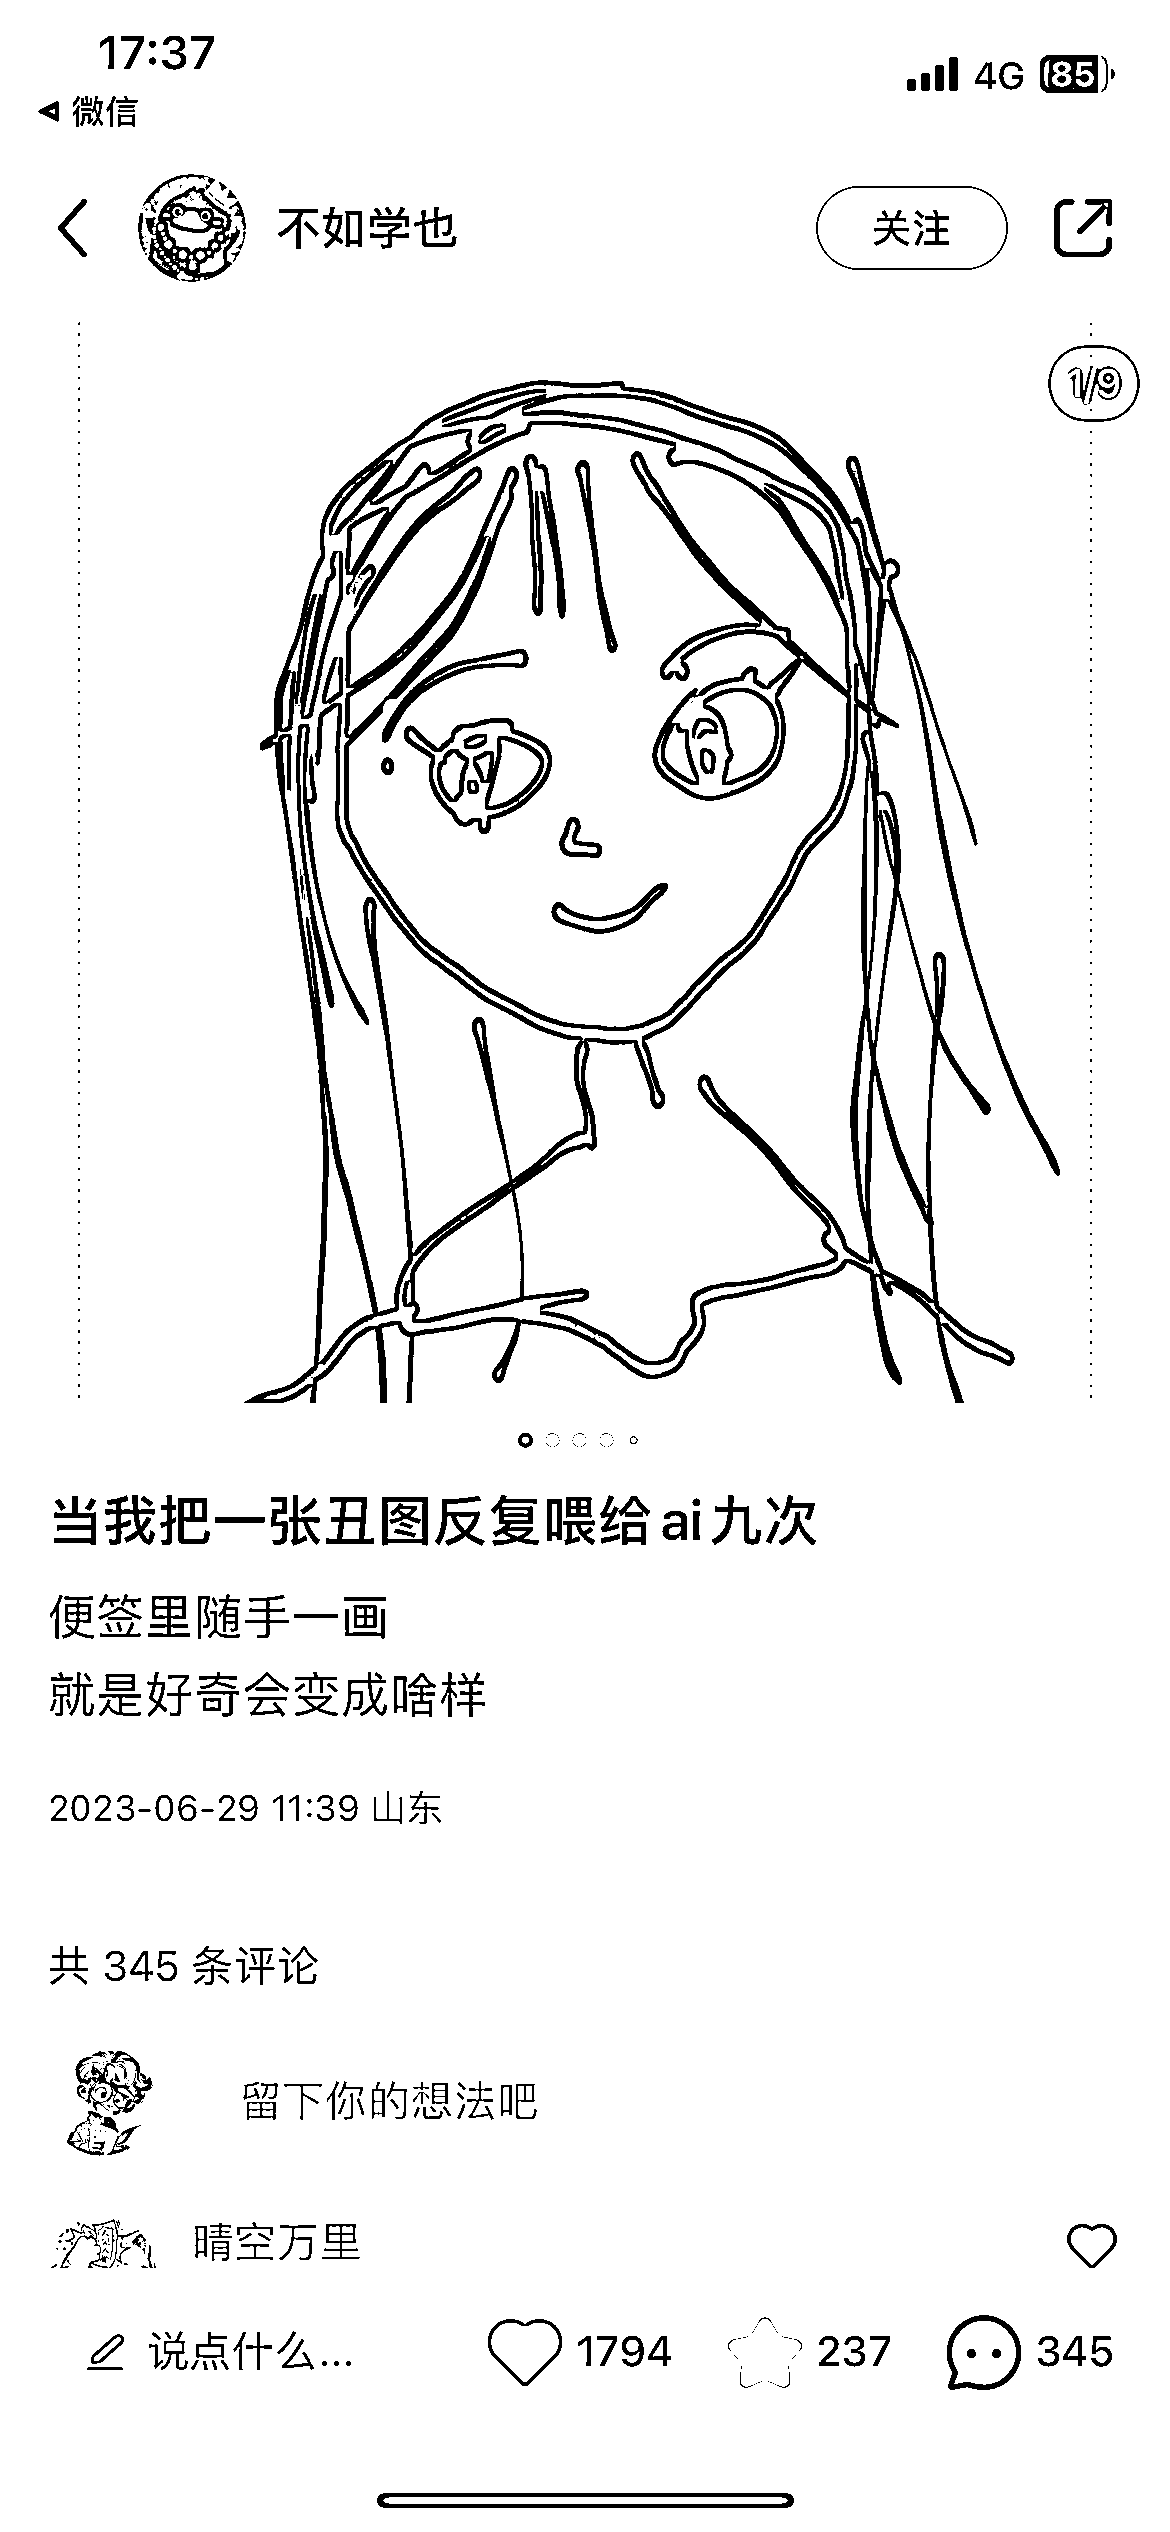 17:37
4G 85
微信
不如学也
关注
1/9
当我把一张丑图反复喂给ai九次
便签里随手一画
就是好奇会变成啥样
2023-06-29 11:39 山东
共 345 条评论
留下你的想法吧
晴空万里
说点什么...
1794
237
345